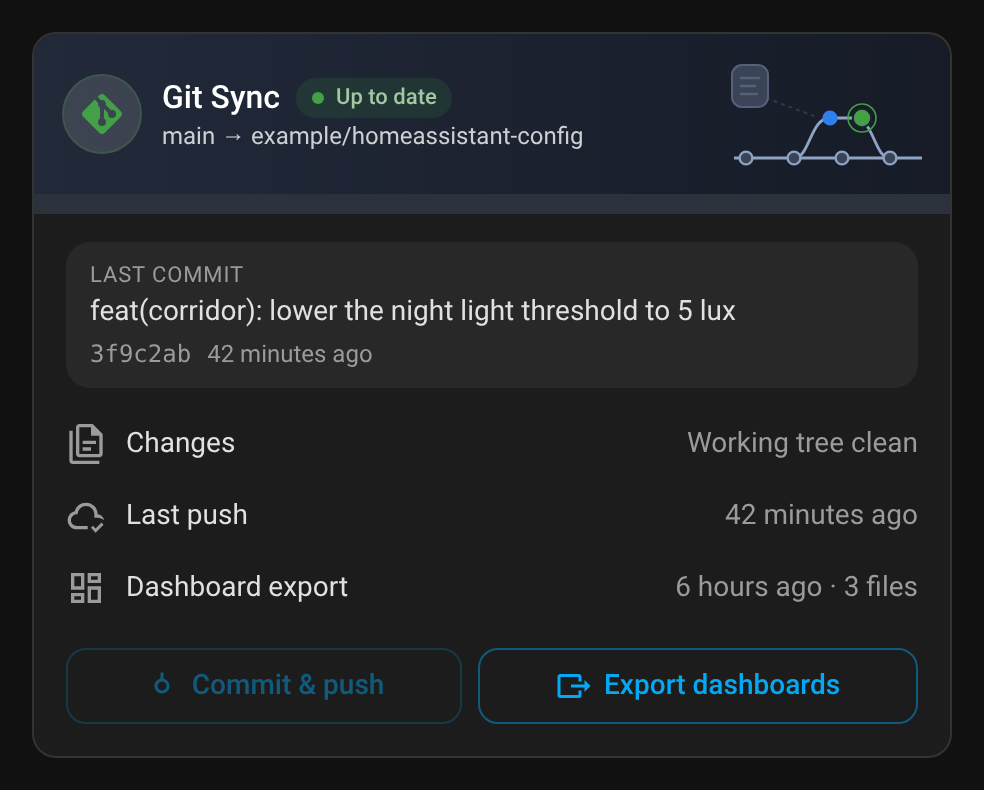 Git Sync
Up to date
main → example/homeassistant-config
LAST COMMIT
feat(corridor): lower the night light threshold to 5 lux
3f9c2ab 42 minutes ago
Changes Working tree clean
Last push 42 minutes ago
Dashboard export 6 hours ago · 3 files
Commit & push
Export dashboards